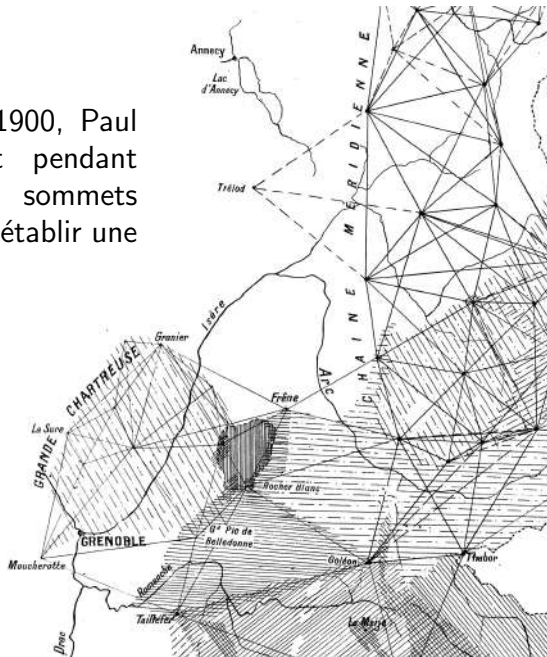 1900, Paul
pendant
sommets
établir une
Annecy
Lac
d'Annecy
Trélod
CHAINE MERIDIENNE
Isère
Arc
Granier
GRANDE CHARTREUSE
La Sure
Frêne
Rocher Blanc
GRENOBLE
Gd Pic de
Belledonne
Moucherotte
Goléon
Thabor
Romanche
Taillefer
La Meije
Drac